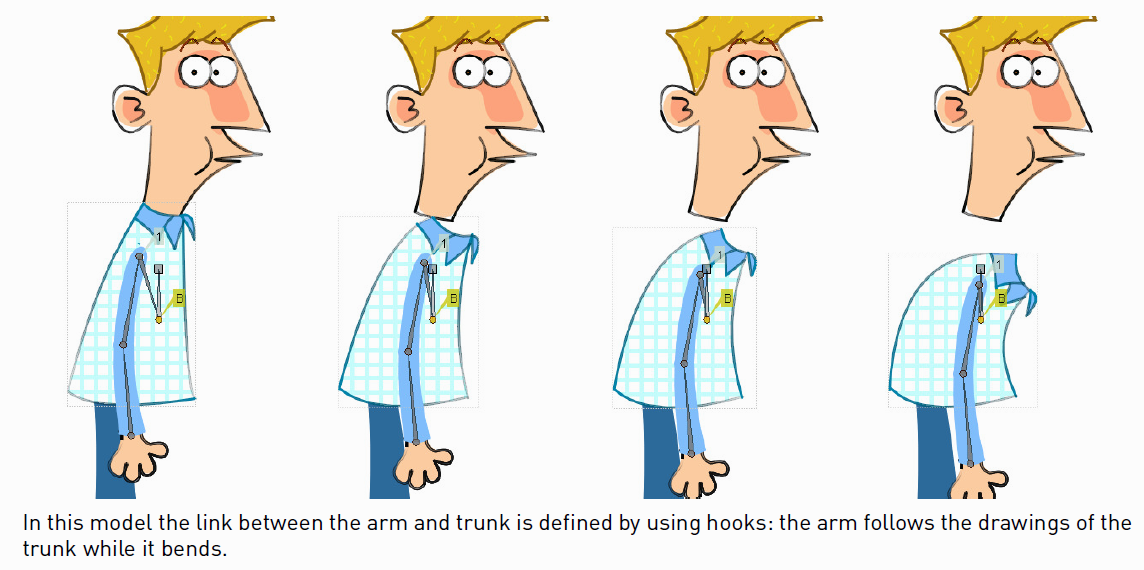 1
B
1
B
1
B
1
B
In this model the link between the arm and trunk is defined by using hooks: the arm follows the drawings of the
trunk while it bends.